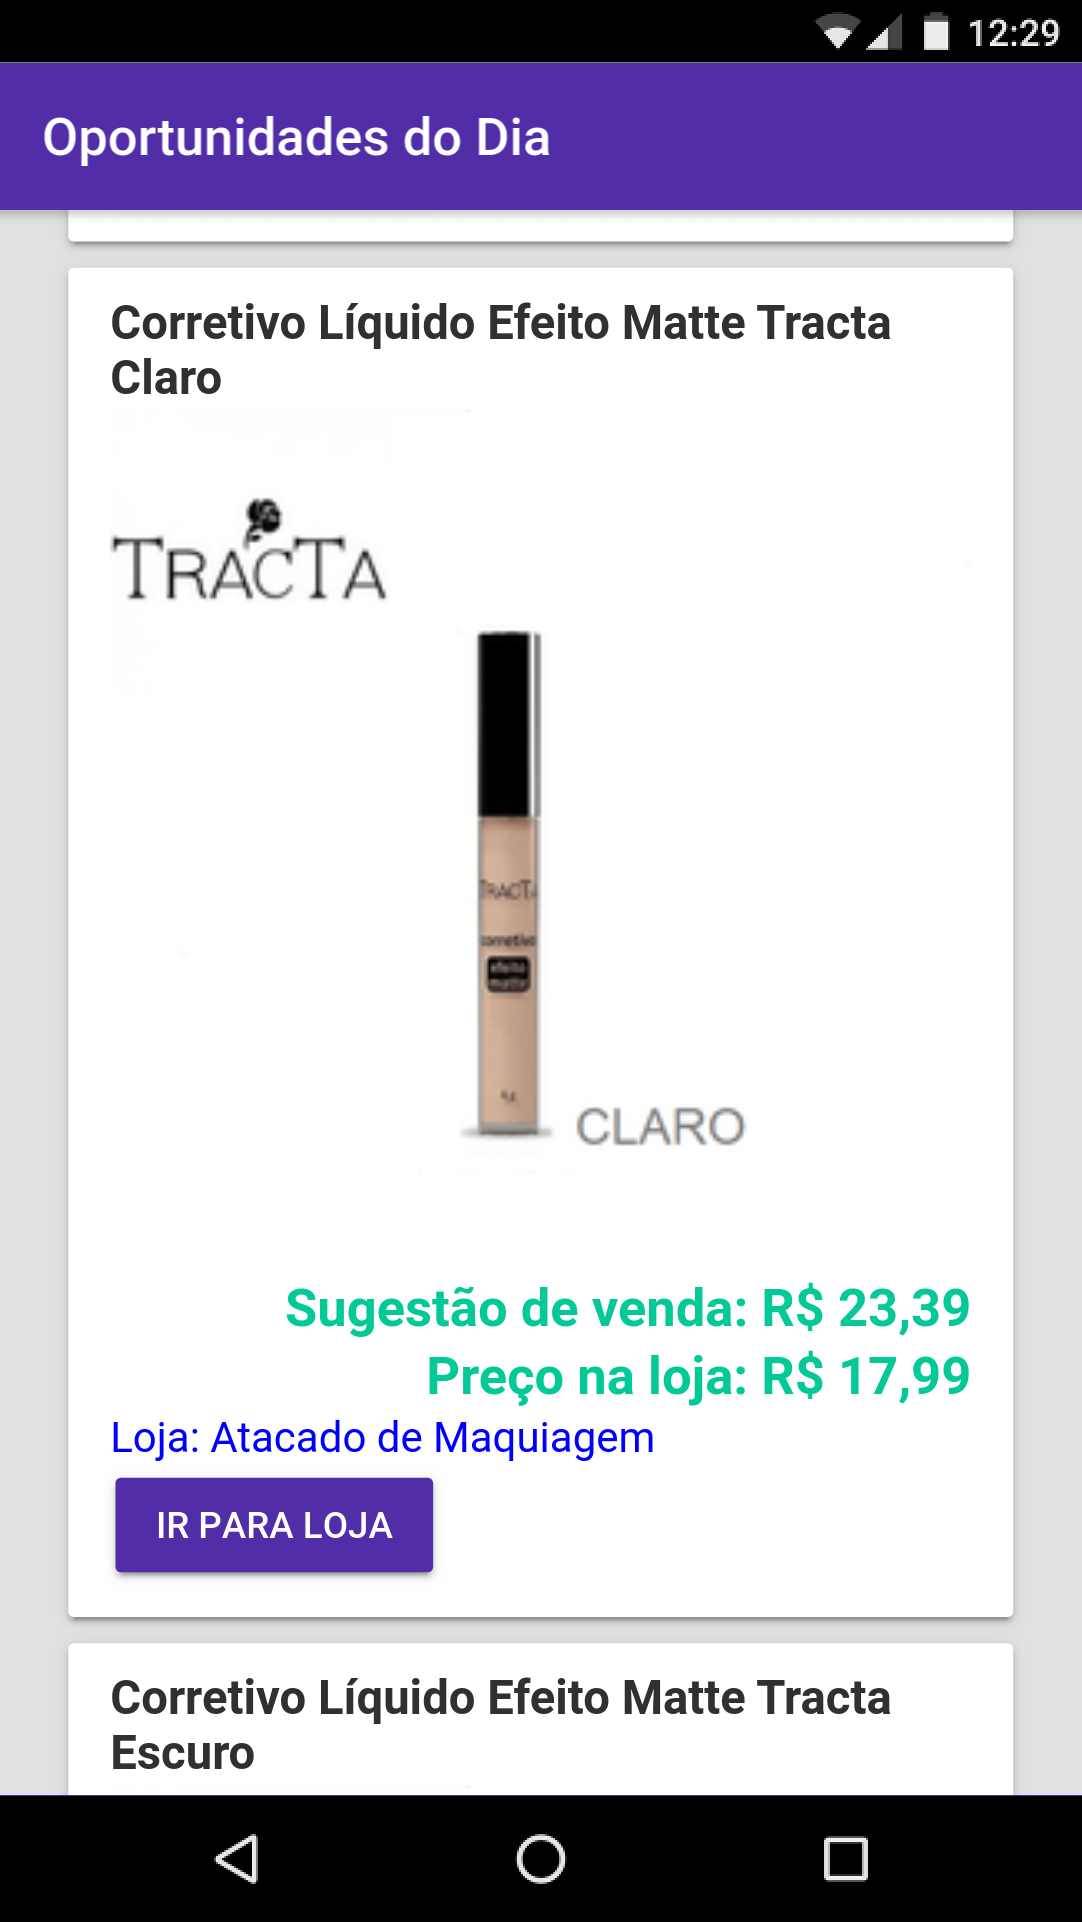 12:29
Oportunidades do Dia
Corretivo Líquido Efeito Matte Tracta
Claro
TRACTA
TRACTA
corretivo
efeito
matte
CLARO
Sugestão de venda: R$ 23,39
Preço na loja: R$ 17,99
Loja: Atacado de Maquiagem
IR PARA LOJA
Corretivo Líquido Efeito Matte Tracta
Escuro